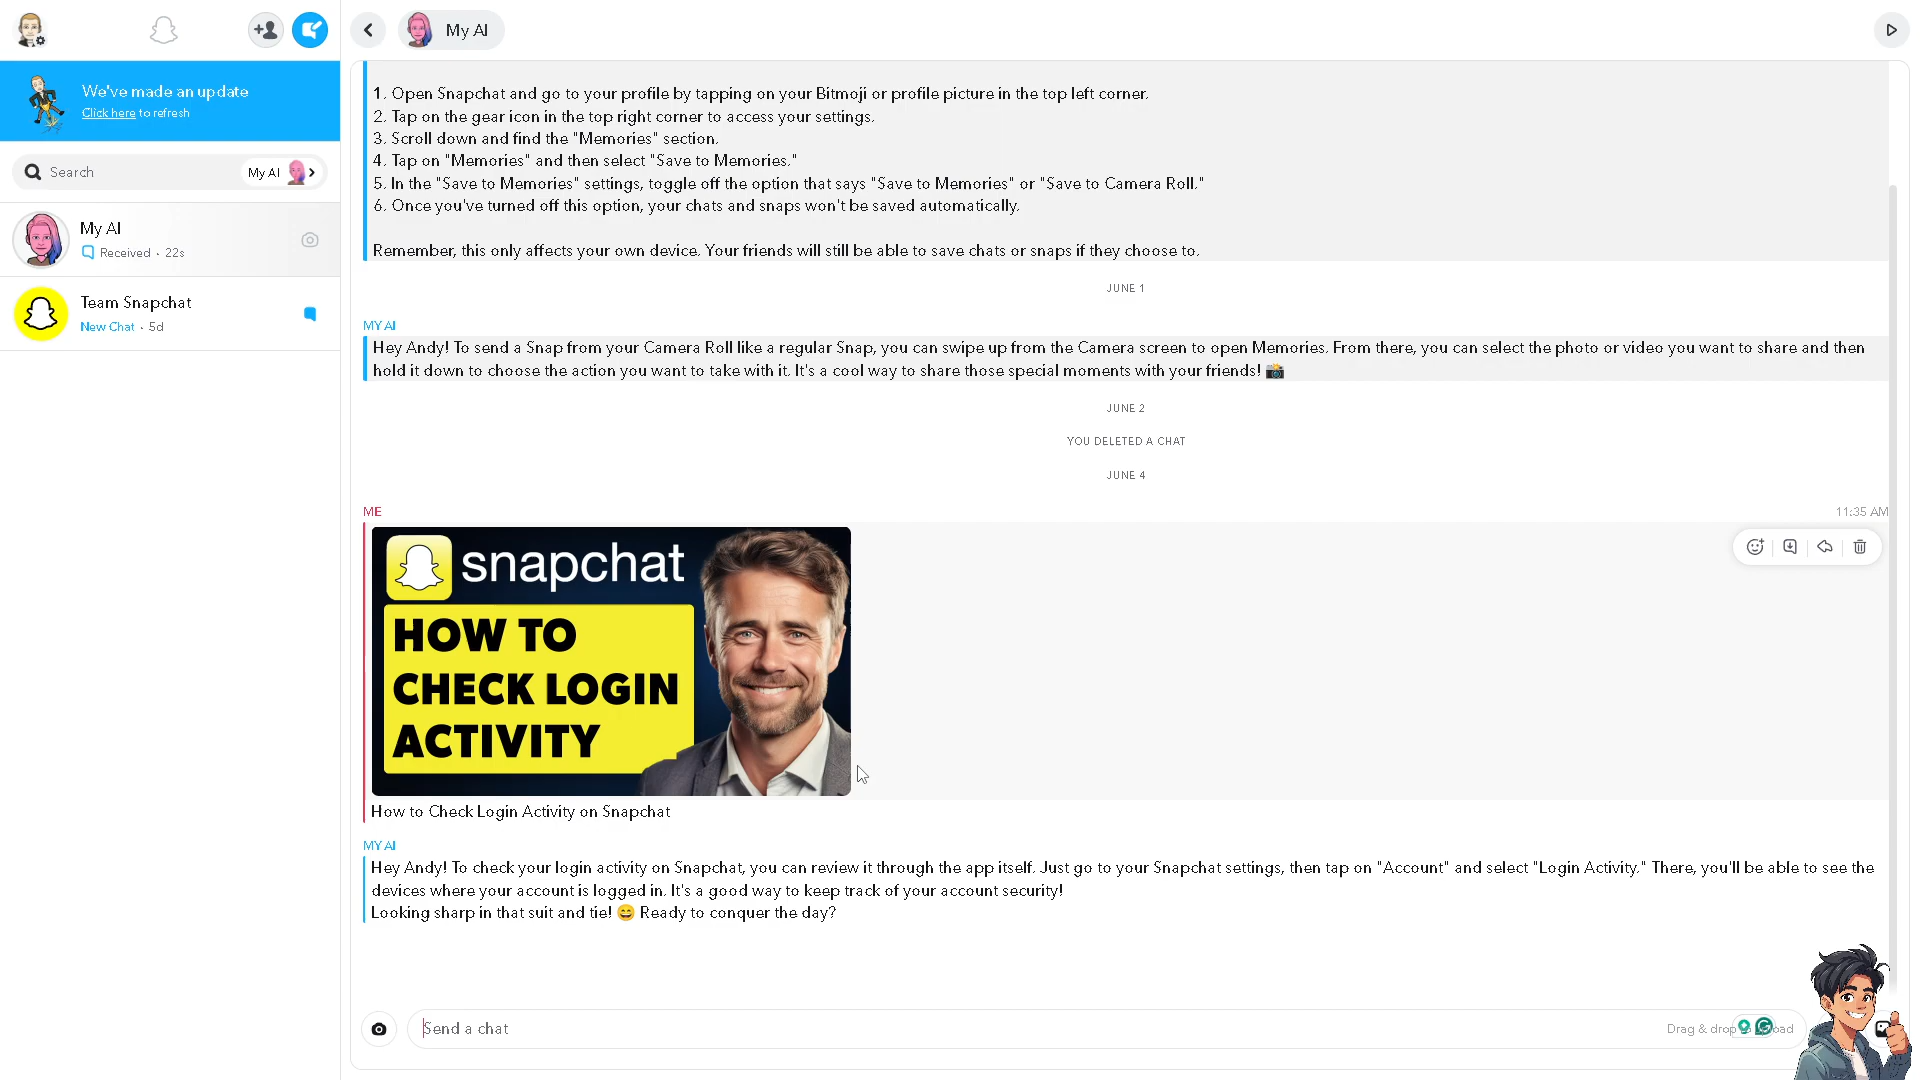 My AI
We've made an update
Click here to refresh
Search
My AI
My AI
Received · 22s
Team Snapchat
New Chat · 5d
1. Open Snapchat and go to your profile by tapping on your Bitmoji or profile picture in the top left corner.
2. Tap on the gear icon in the top right corner to access your settings.
3. Scroll down and find the "Memories" section.
4. Tap on "Memories" and then select "Save to Memories."
5. In the "Save to Memories" settings, toggle off the option that says "Save to Memories" or "Save to Camera Roll."
6. Once you've turned off this option, your chats and snaps won't be saved automatically.
Remember, this only affects your own device. Your friends will still be able to save chats or snaps if they choose to.
JUNE 1
MY AI
Hey Andy! To send a Snap from your Camera Roll like a regular Snap, you can swipe up from the Camera screen to open Memories. From there, you can select the photo or video you want to share and then
hold it down to choose the action you want to take with it. It's a cool way to share those special moments with your friends! 📸
JUNE 2
YOU DELETED A CHAT
JUNE 4
ME
11:35 AM
snapchat
HOW TO
CHECK LOGIN
ACTIVITY
How to Check Login Activity on Snapchat
MY AI
Hey Andy! To check your login activity on Snapchat, you can review it through the app itself. Just go to your Snapchat settings, then tap on "Account" and select "Login Activity." There, you'll be able to see the
devices where your account is logged in. It's a good way to keep track of your account security!
Looking sharp in that suit and tie! 😄 Ready to conquer the day?
Send a chat
Drag & drop